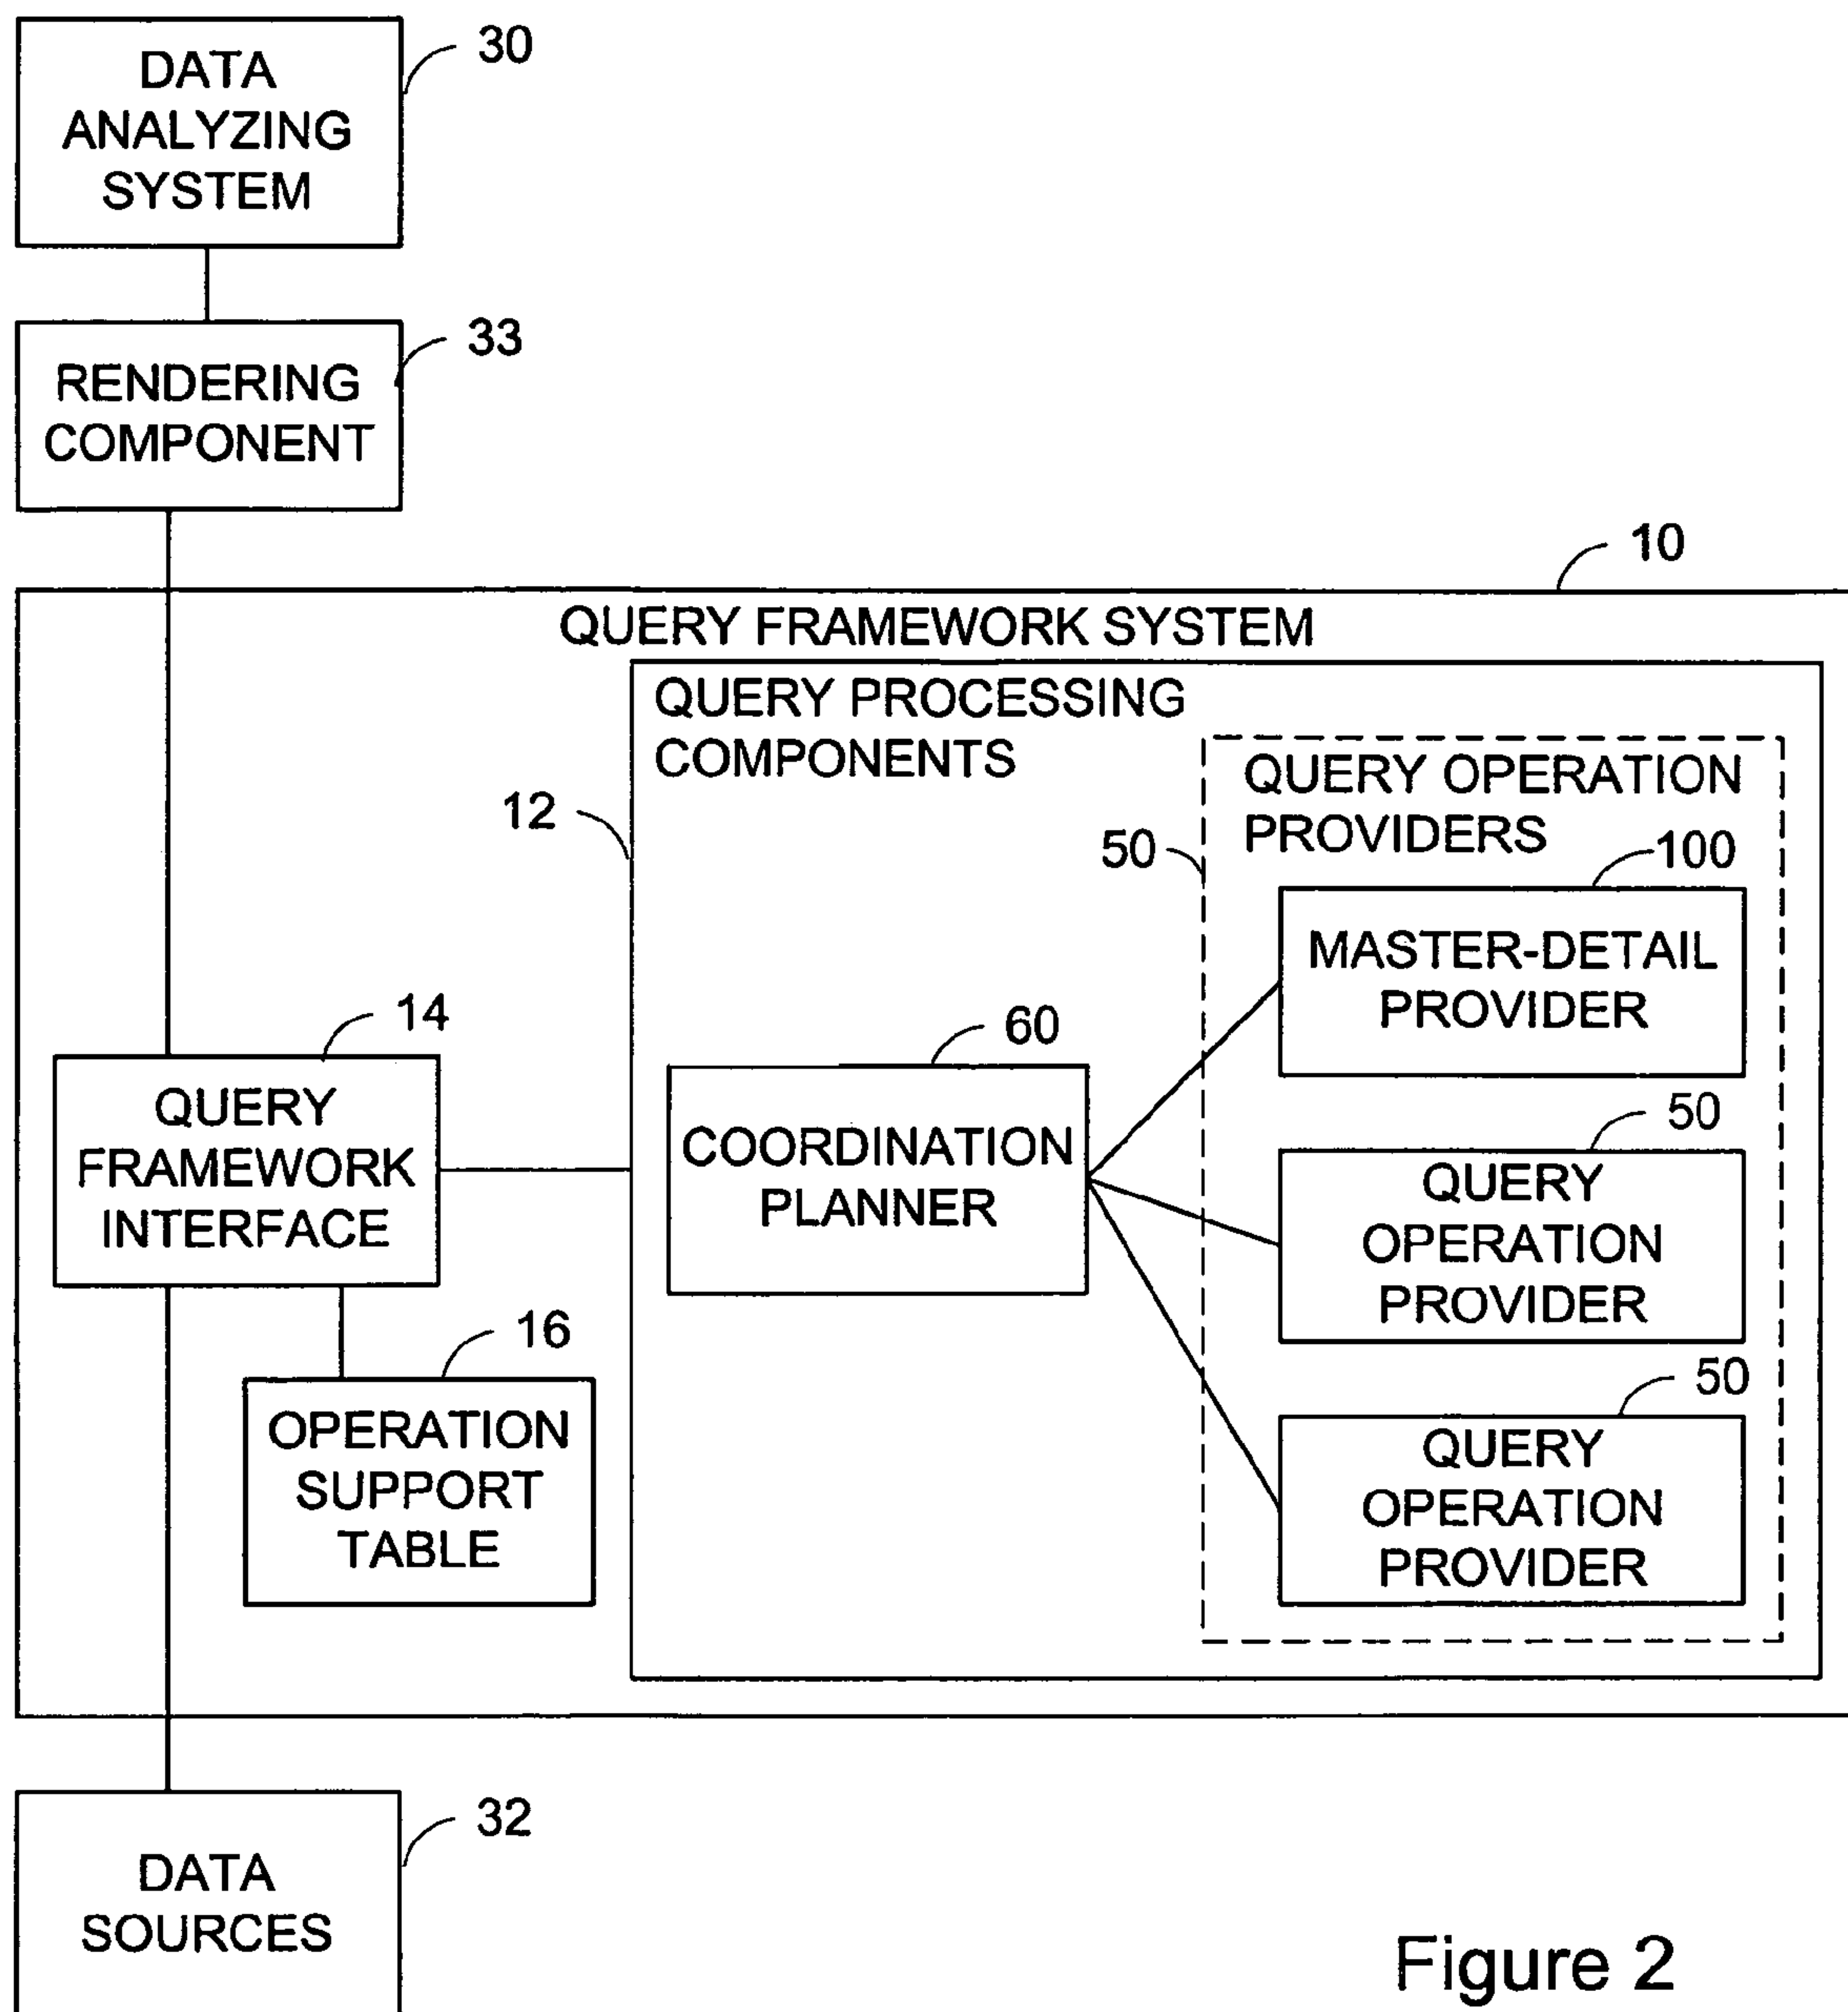 DATA
ANALYZING
SYSTEM
30
RENDERING
COMPONENT
33
10
QUERY FRAMEWORK SYSTEM
QUERY PROCESSING
COMPONENTS
12
QUERY OPERATION
PROVIDERS
50
100
MASTER-DETAIL
PROVIDER
14
QUERY
FRAMEWORK
INTERFACE
60
COORDINATION
PLANNER
50
QUERY
OPERATION
PROVIDER
16
OPERATION
SUPPORT
TABLE
50
QUERY
OPERATION
PROVIDER
32
DATA
SOURCES
Figure 2